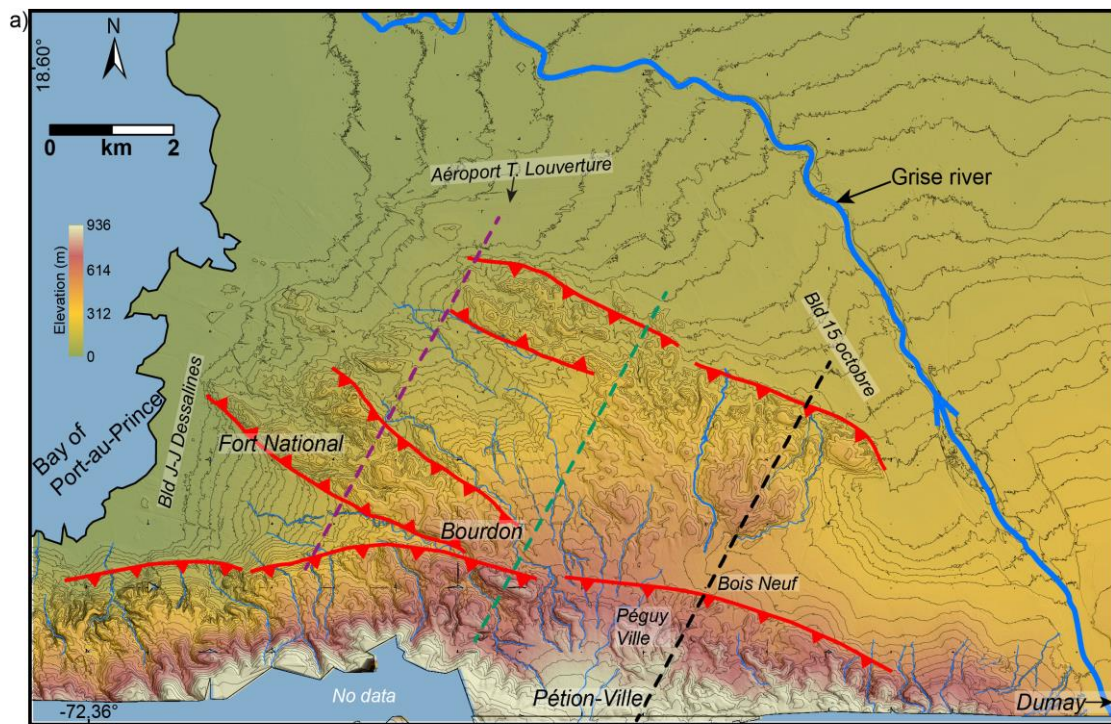 a)
N
18.60°
0 km 2
Aéroport T. Louverture
Grise river
Elevation (m)
936
614
312
0
Bld 15 octobre
Bld J-J Dessalines
Bay of
Port-au-Prince
Fort National
Bourdon
Bois Neuf
Péguy
Ville
No data
Pétion-Ville
Dumay
-72.36°